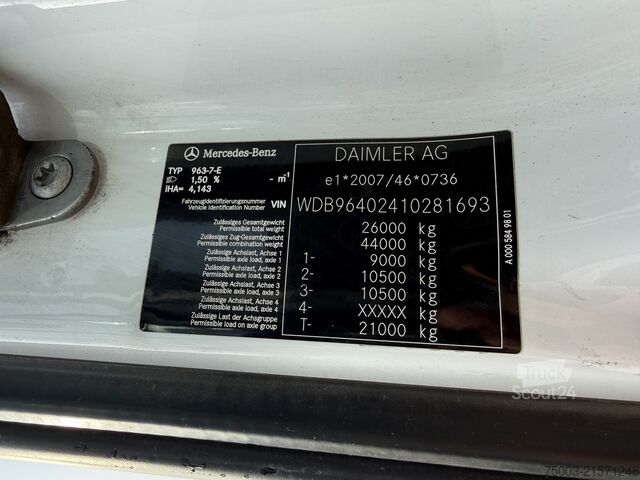 Mercedes-Benz
TYP 963-7-E
1,50 % - m¹
IHA= 4,143
Fahrzeugidentifizierungsnummer
Vehicle Identification Number VIN
Zulässiges Gesamtgewicht
Permissible total weight
Zulässiges Zug-Gesamtgewicht
Permissible combination weight
Zulässige Achslast, Achse 1
Permissible axle load, axle 1
Zulässige Achslast, Achse 2
Permissible axle load, axle 2
Zulässige Achslast, Achse 3
Permissible axle load, axle 3
Zulässige Achslast, Achse 4
Permissible axle load, axle 4
Zulässige Last der Achsgruppe
Permissible load on axle group
DAIMLER AG
e1*2007/46*0736
WDB96402410281693
26000 kg
44000 kg
1- 9000 kg
2- 10500 kg
3- 10500 kg
4- XXXXX kg
T- 21000 kg
A 000 584 98 01
Truck
Scout24
75003-21571248